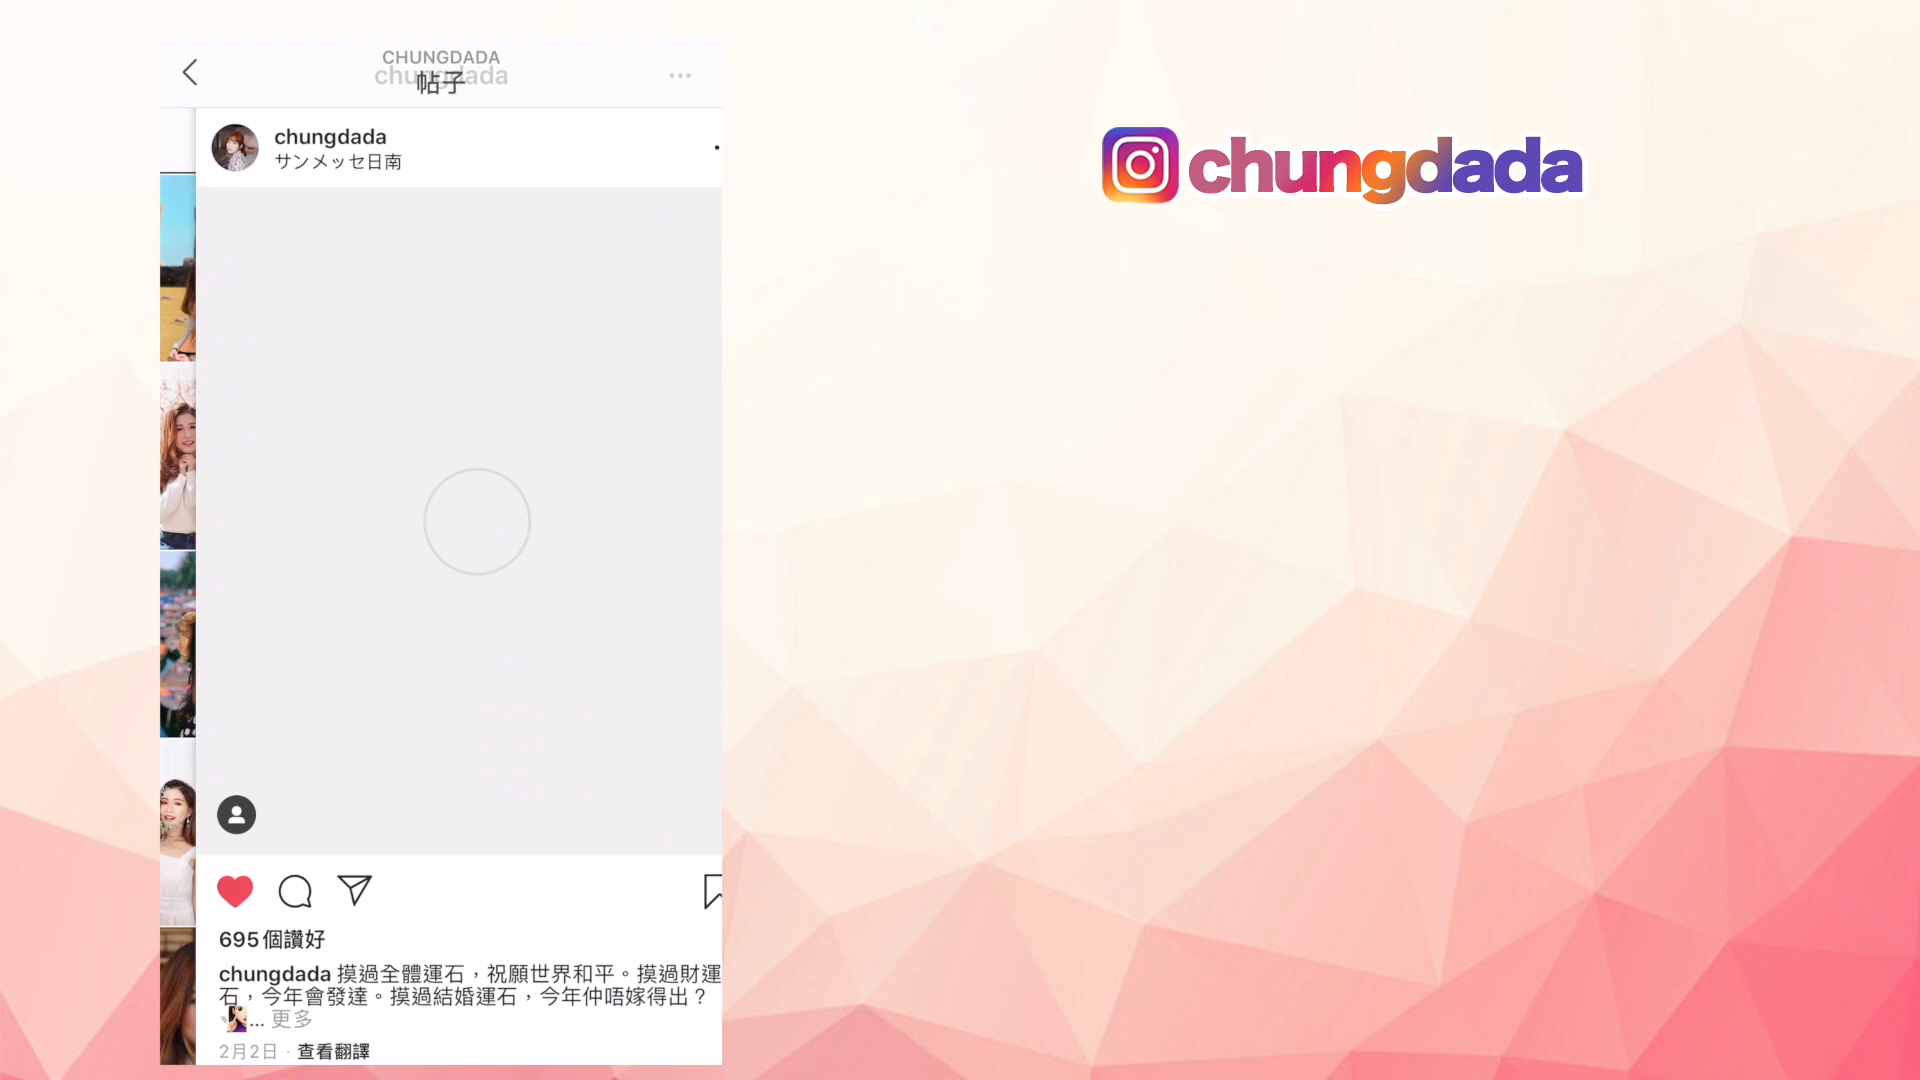 CHUNGDADA
chungdada
帖子
chungdada
サンメッセ日南
695個讚好
chungdada 摸過全體運石，祝願世界和平。摸過財運
石，今年會發達。摸過結婚運石，今年仲唔嫁得出？
... 更多
2月2日 · 查看翻譯
chungdada